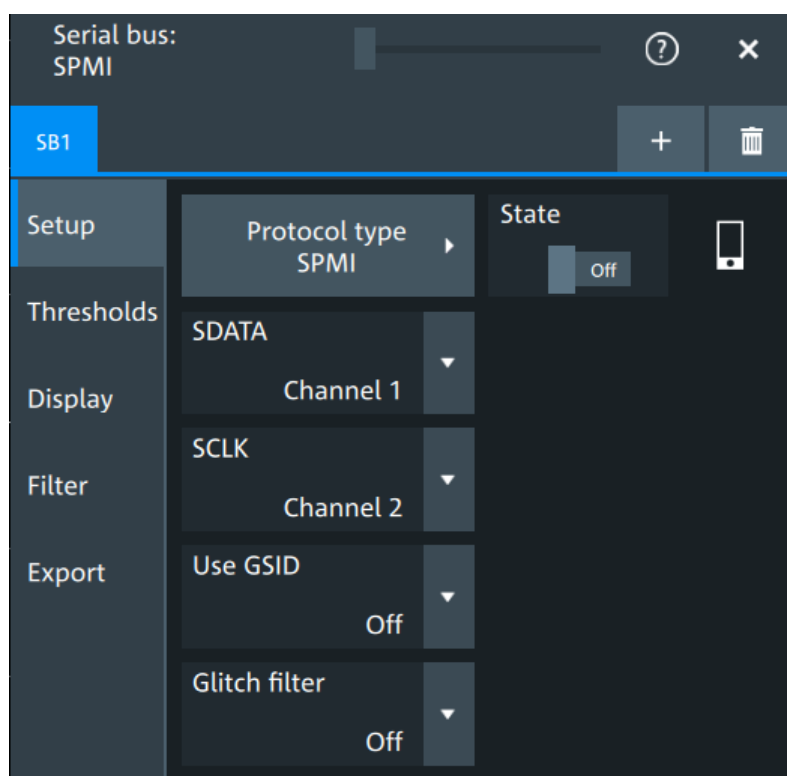 Serial bus:
SPMI
?
SB1
+
Setup
Thresholds
Display
Filter
Export
Protocol type
SPMI
State
Off
SDATA
Channel 1
SCLK
Channel 2
Use GSID
Off
Glitch filter
Off